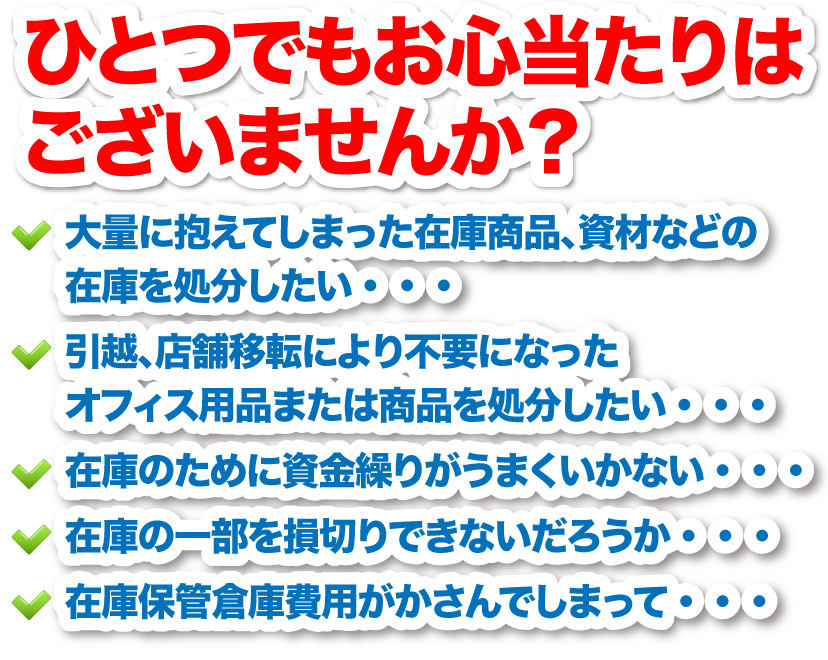 ひとつでもお心当たりは
ございませんか？
大量に抱えてしまった在庫商品、資材などの
在庫を処分したい・・・
引越、店舗移転により不要になった
オフィス用品または商品を処分したい・・・
在庫のために資金繰りがうまくいかない・・・
在庫の一部を損切りできないだろうか・・・
在庫保管倉庫費用がかさんでしまって・・・